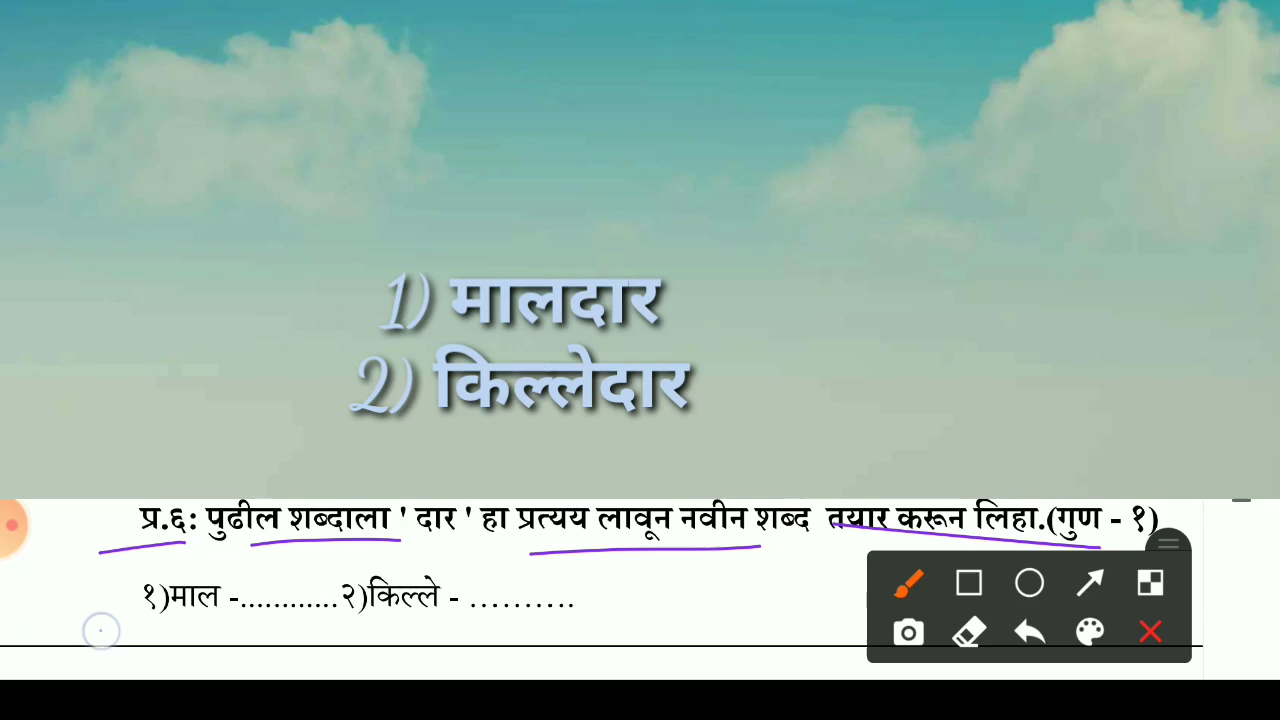 1) मालदार
2) किल्लेदार
प्र.६: पुढील शब्दाला ' दार ' हा प्रत्यय लावून नवीन शब्द तयार करून लिहा.(गुण - १)
१)माल -............२)किल्ले - ..........